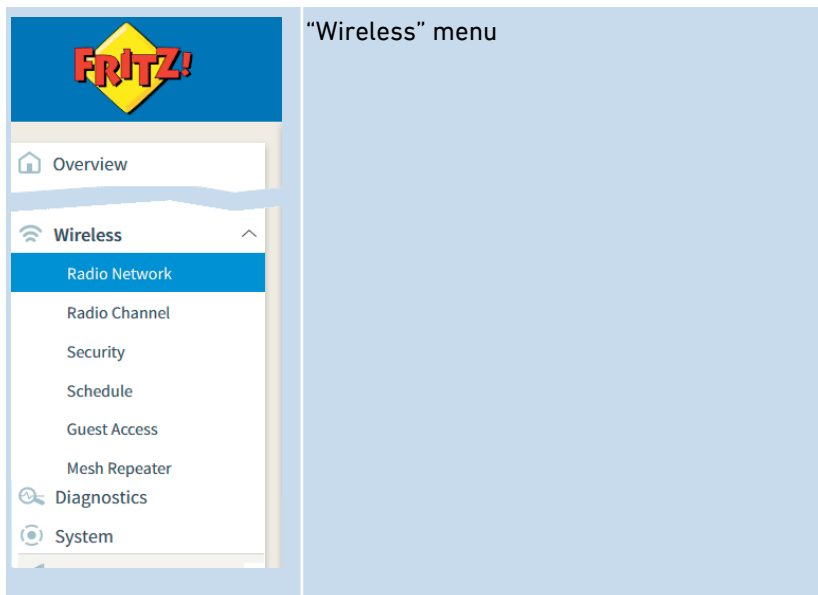 FRITZ!
“Wireless” menu
Overview
Wireless
Radio Network
Radio Channel
Security
Schedule
Guest Access
Mesh Repeater
Diagnostics
System